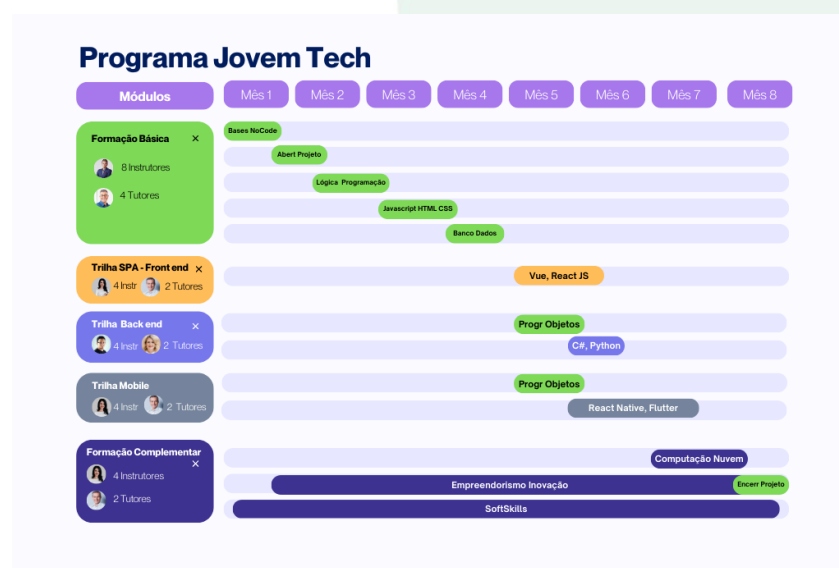 Programa Jovem Tech
Módulos Mês 1 Mês 2 Mês 3 Mês 4 Mês 5 Mês 6 Mês 7 Mês 8
Formação Básica ×
8 Instrutores
4 Tutores
Bases NoCode
Abert Projeto
Lógica Programação
Javascript HTML CSS
Banco Dados
Trilha SPA - Front end ×
4 Instr 2 Tutores
Vue, React JS
Trilha Back end ×
4 Instr 2 Tutores
Progr Objetos
C#, Python
Trilha Mobile
4 Instr 2 Tutores
Progr Objetos
React Native, Flutter
Formação Complementar
×
4 Instrutores
2 Tutores
Computação Nuvem
Empreendorismo Inovação Encerr Projeto
SoftSkills